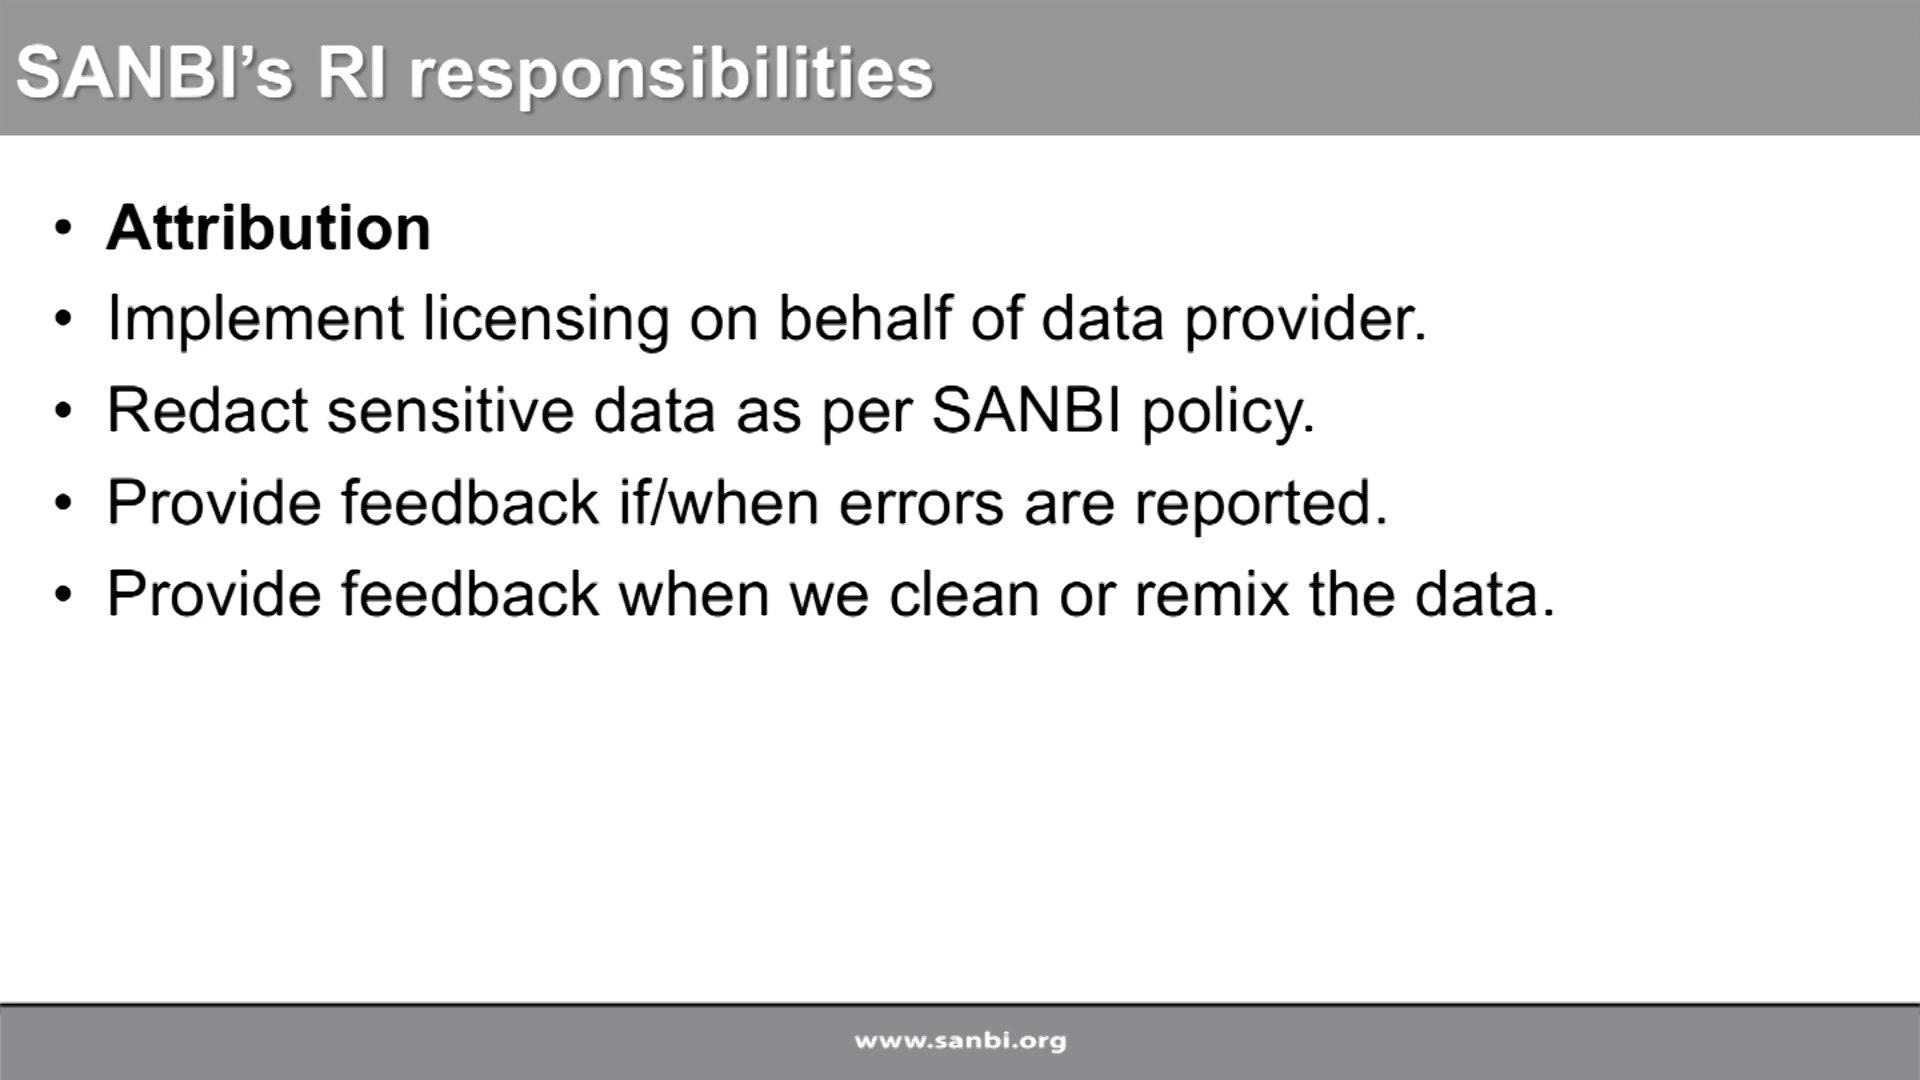 SANBI’s RI responsibilities
• Attribution
• Implement licensing on behalf of data provider.
• Redact sensitive data as per SANBI policy.
• Provide feedback if/when errors are reported.
• Provide feedback when we clean or remix the data.
www.sanbi.org